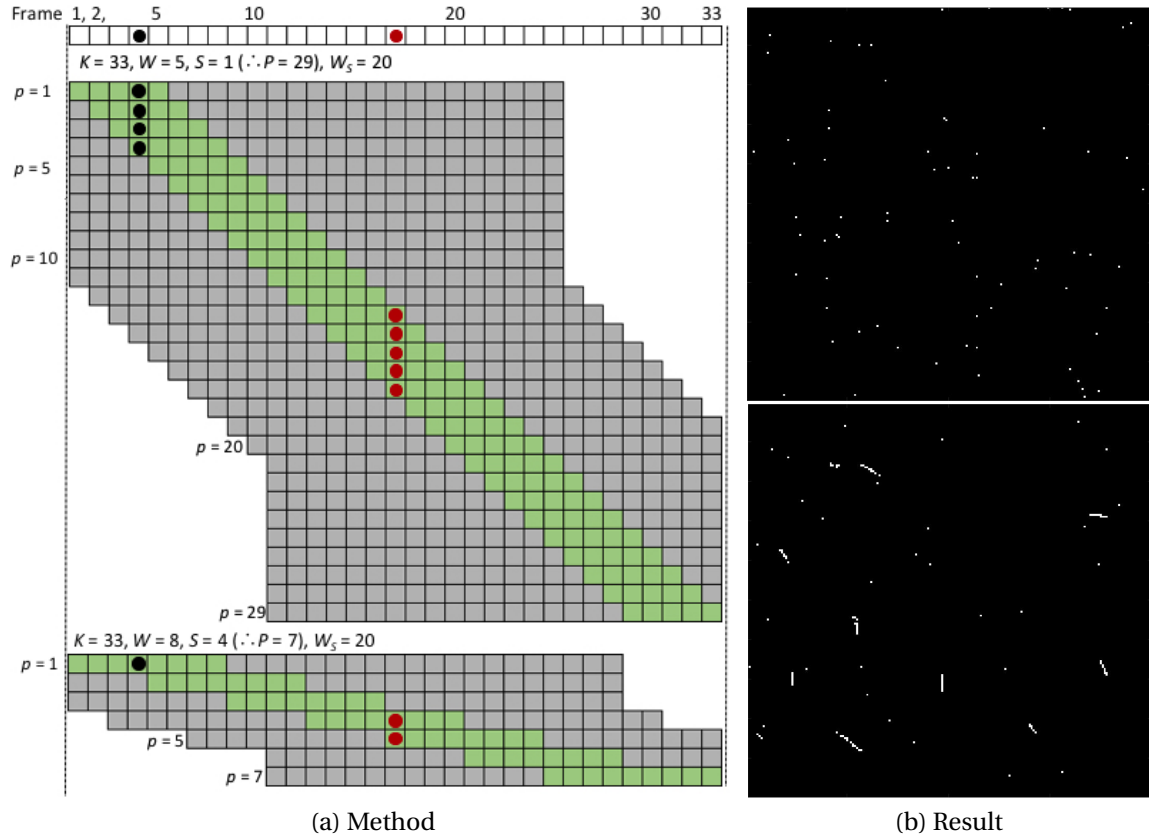 Frame 1, 2, 5 10 20 30 33
K = 33, W = 5, S = 1 (∴P = 29), W_S = 20
p = 1
p = 5
p = 10
p = 20
p = 29
K = 33, W = 8, S = 4 (∴P = 7), W_S = 20
p = 1
p = 5
p = 7
(a) Method
(b) Result